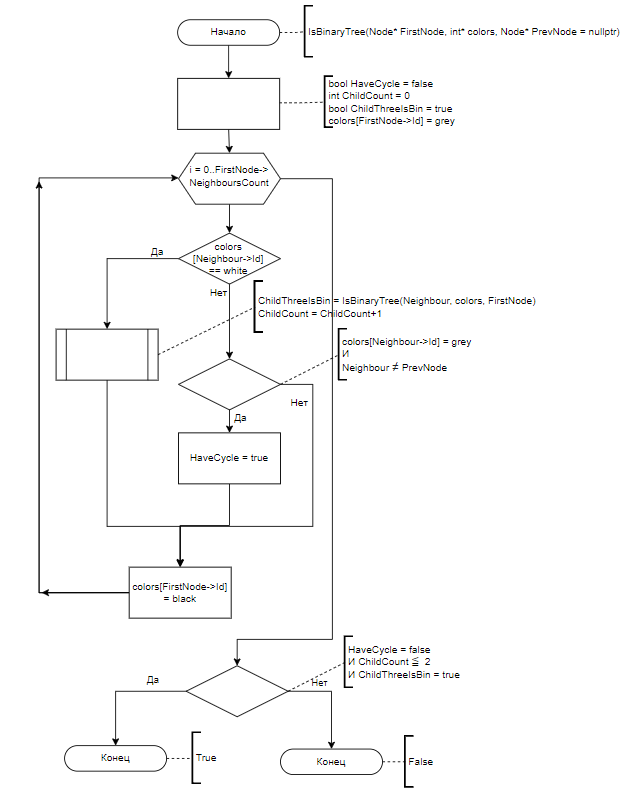 Начало
IsBinaryTree(Node* FirstNode, int* colors, Node* PrevNode = nullptr)
bool HaveCycle = false
int ChildCount = 0
bool ChildThreeIsBin = true
colors[FirstNode->Id] = grey
i = 0..FirstNode->
NeighboursCount
colors
[Neighbour->Id]
== white
Да
Нет
ChildThreeIsBin = IsBinaryTree(Neighbour, colors, FirstNode)
ChildCount = ChildCount+1
colors[Neighbour->Id] = grey
И
Neighbour ≠ PrevNode
Нет
Да
HaveCycle = true
colors[FirstNode->Id]
= black
HaveCycle = false
И ChildCount ≦ 2
И ChildThreeIsBin = true
Да
Нет
Конец
True
Конец
False